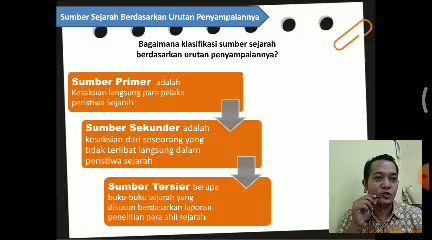 Sumber Sejarah Berdasarkan Urutan Penyampaiannya
Bagaimana klasifikasi sumber sejarah
berdasarkan urutan penyampaiannya?
Sumber Primer adalah
Kesaksian langsung para pelaku
peristiwa Sejarah
Sumber Sekunder adalah
kesaksian dari seseorang yang
tidak terlibat langsung dalam
peristiwa sejarah
Sumber Tersier berupa
buku-buku sejarah yang
disusun berdasarkan laporan
penelitian para ahli sejarah